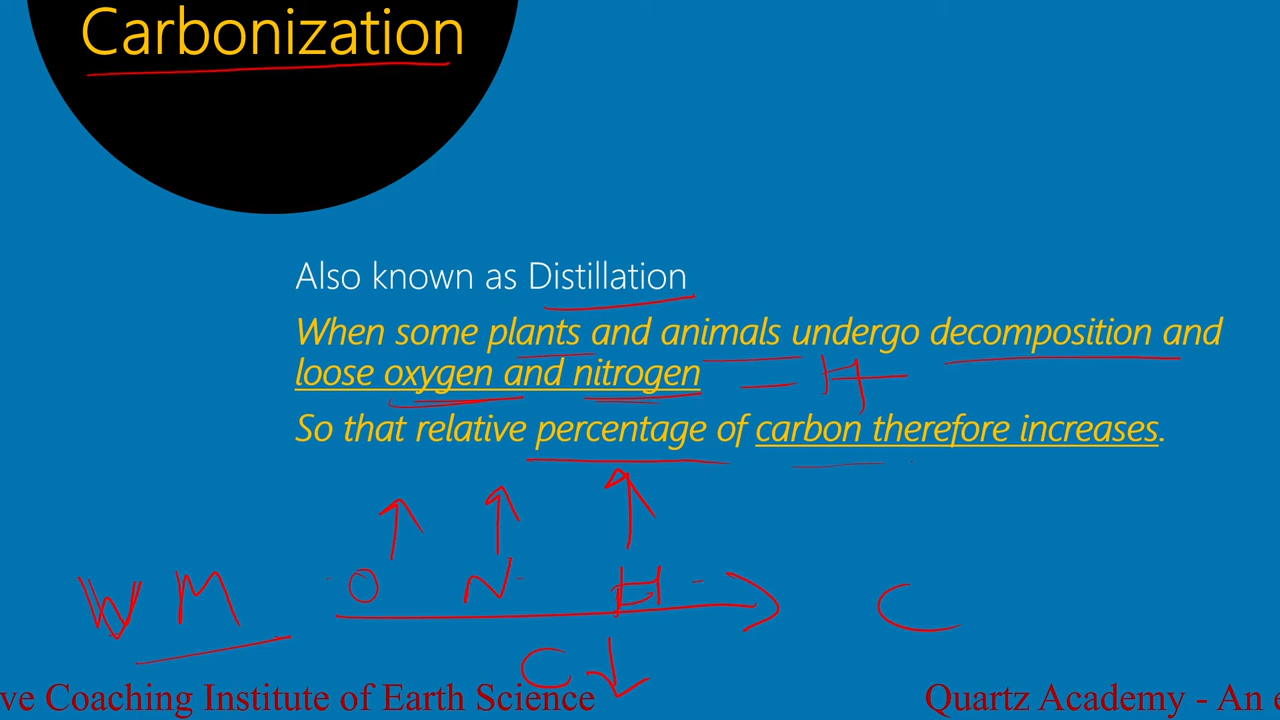 Carbonization
Also known as Distillation
When some plants and animals undergo decomposition and
loose oxygen and nitrogen = H
So that relative percentage of carbon therefore increases.
W M O N H C
C
ve Coaching Institute of Earth Science Quartz Academy - An e